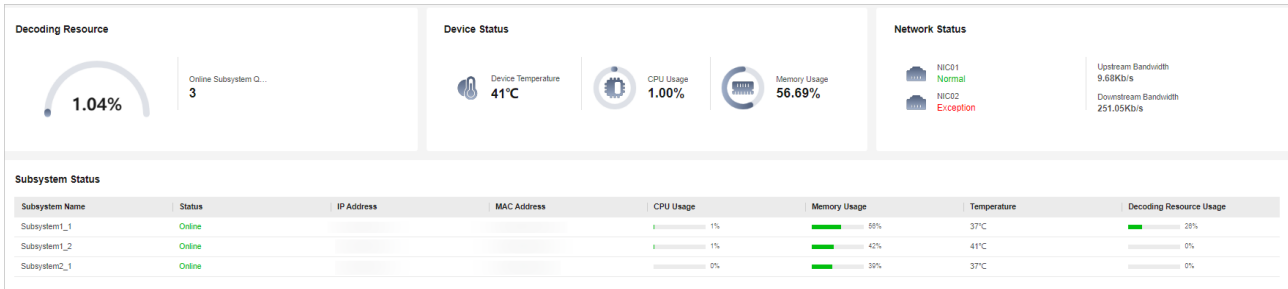 Decoding Resource
1.04%
Online Subsystem Q...
3
Device Status
Device Temperature
41℃
CPU Usage
1.00%
Memory Usage
56.69%
Network Status
NIC01
Normal
NIC02
Exception
Upstream Bandwidth
9.68Kb/s
Downstream Bandwidth
251.05Kb/s
Subsystem Status
Subsystem Name Status IP Address MAC Address CPU Usage Memory Usage Temperature Decoding Resource Usage
Subsystem1_1 Online 1% 56% 37°C 28%
Subsystem1_2 Online 1% 42% 41°C 0%
Subsystem2_1 Online 0% 39% 37°C 0%